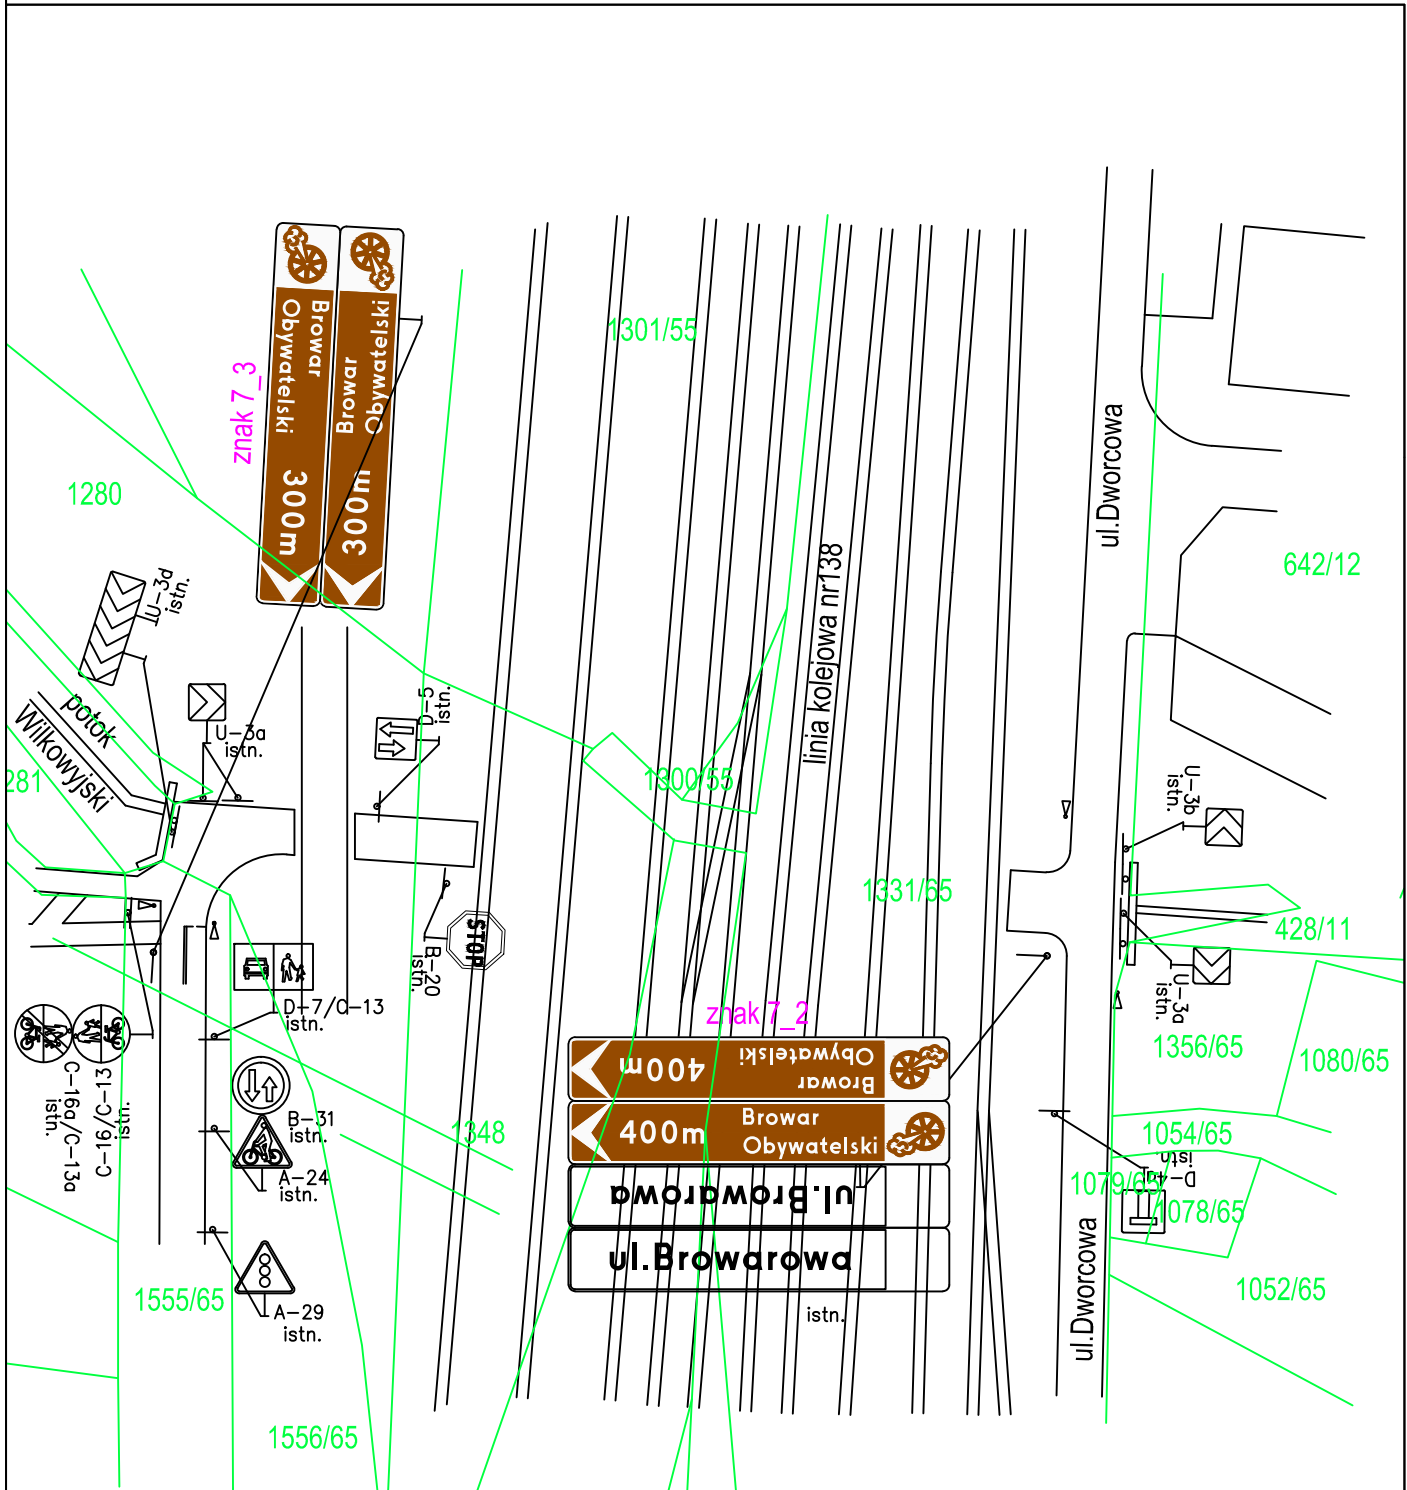 1301/55
Browar
Obywatelski
300m
Browar
Obywatelski
300m
znak 7_3
1280
ul.Dworcowa
642/12
linia kolejowa nr138
U-3d
istn.
potok
Wilkowyjski
U-3a
istn.
D-5
istn.
281
1300/55
U-3b
istn.
1331/65
428/11
STOP
B-20
istn.
U-3a
istn.
D-7/C-13
istn.
znak 7_2
1356/65
1080/65
400m
Browar
Obywatelski
400m
Browar
Obywatelski
C-16/C-13
istn.
C-16a/C-13a
istn.
B-31
istn.
1348
1054/65
A-24
istn.
D-4a
istn.
1079/65
1078/65
ul.Browarowa
ul.Browarowa
istn.
ul.Dworcowa
1052/65
1555/65
A-29
istn.
1556/65